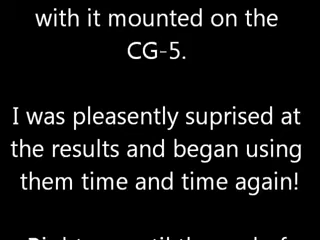 with it mounted on the
CG-5.
I was pleasently suprised at
the results and began using
them time and time again!